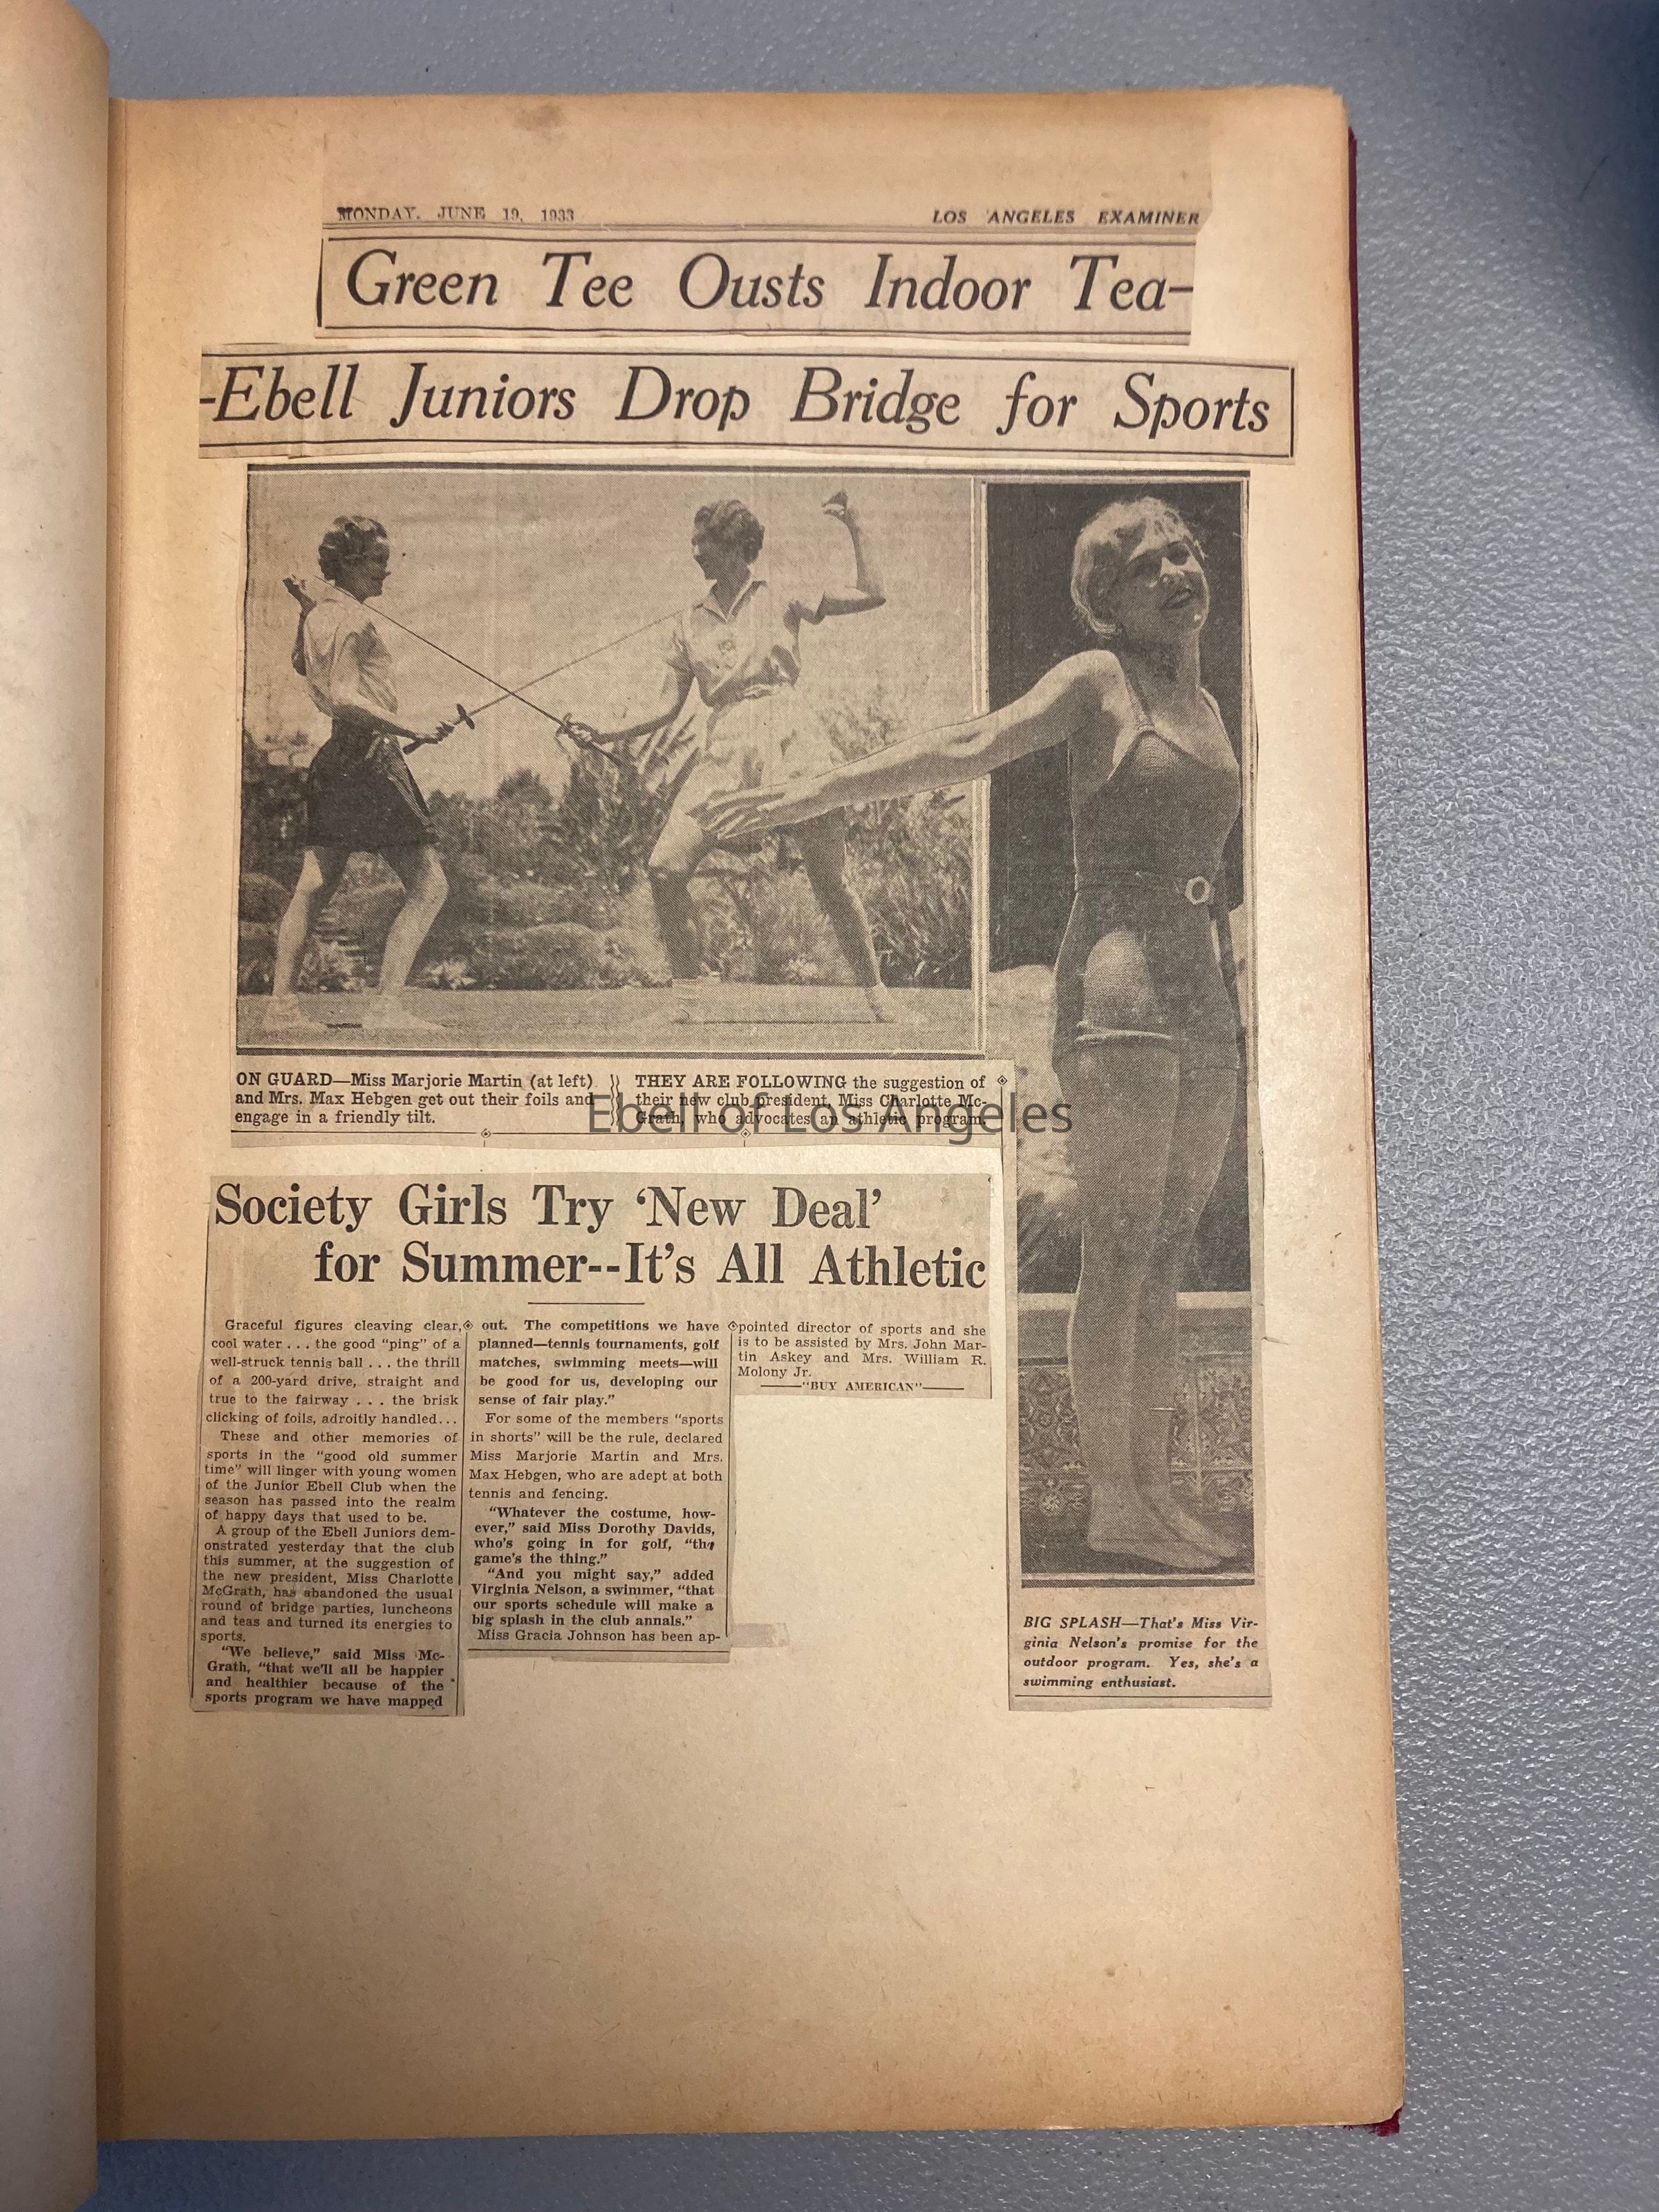 MONDAY, JUNE 19, 1933
LOS ANGELES EXAMINER
Green Tee Ousts Indoor Tea-
-Ebell Juniors Drop Bridge for Sports
ON GUARD—Miss Marjorie Martin (at left)
and Mrs. Max Hebgen get out their foils and
engage in a friendly tilt.
THEY ARE FOLLOWING the suggestion of
their new club president, Miss Charlotte Mc-
Grath, who advocates an athletic program.
Ebell of Los Angeles
Society Girls Try ‘New Deal’
for Summer--It’s All Athletic
Graceful figures cleaving clear,
cool water . . . the good “ping” of a
well-struck tennis ball . . . the thrill
of a 200-yard drive, straight and
true to the fairway . . . the brisk
clicking of foils, adroitly handled...
These and other memories of
sports in the “good old summer
time” will linger with young women
of the Junior Ebell Club when the
season has passed into the realm
of happy days that used to be.
A group of the Ebell Juniors dem-
onstrated yesterday that the club
this summer, at the suggestion of
the new president, Miss Charlotte
McGrath, has abandoned the usual
round of bridge parties, luncheons
and teas and turned its energies to
sports.
“We believe,” said Miss Mc-
Grath, “that we’ll all be happier
and healthier because of the
sports program we have mapped
out. The competitions we have
planned—tennis tournaments, golf
matches, swimming meets—will
be good for us, developing our
sense of fair play.”
For some of the members “sports
in shorts” will be the rule, declared
Miss Marjorie Martin and Mrs.
Max Hebgen, who are adept at both
tennis and fencing.
“Whatever the costume, how-
ever,” said Miss Dorothy Davids,
who’s going in for golf, “the
game’s the thing.”
“And you might say,” added
Virginia Nelson, a swimmer, “that
our sports schedule will make a
big splash in the club annals.”
Miss Gracia Johnson has been ap-
pointed director of sports and she
is to be assisted by Mrs. John Mar-
tin Askey and Mrs. William R.
Molony Jr.
“BUY AMERICAN”
BIG SPLASH—That’s Miss Vir-
ginia Nelson’s promise for the
outdoor program. Yes, she’s a
swimming enthusiast.